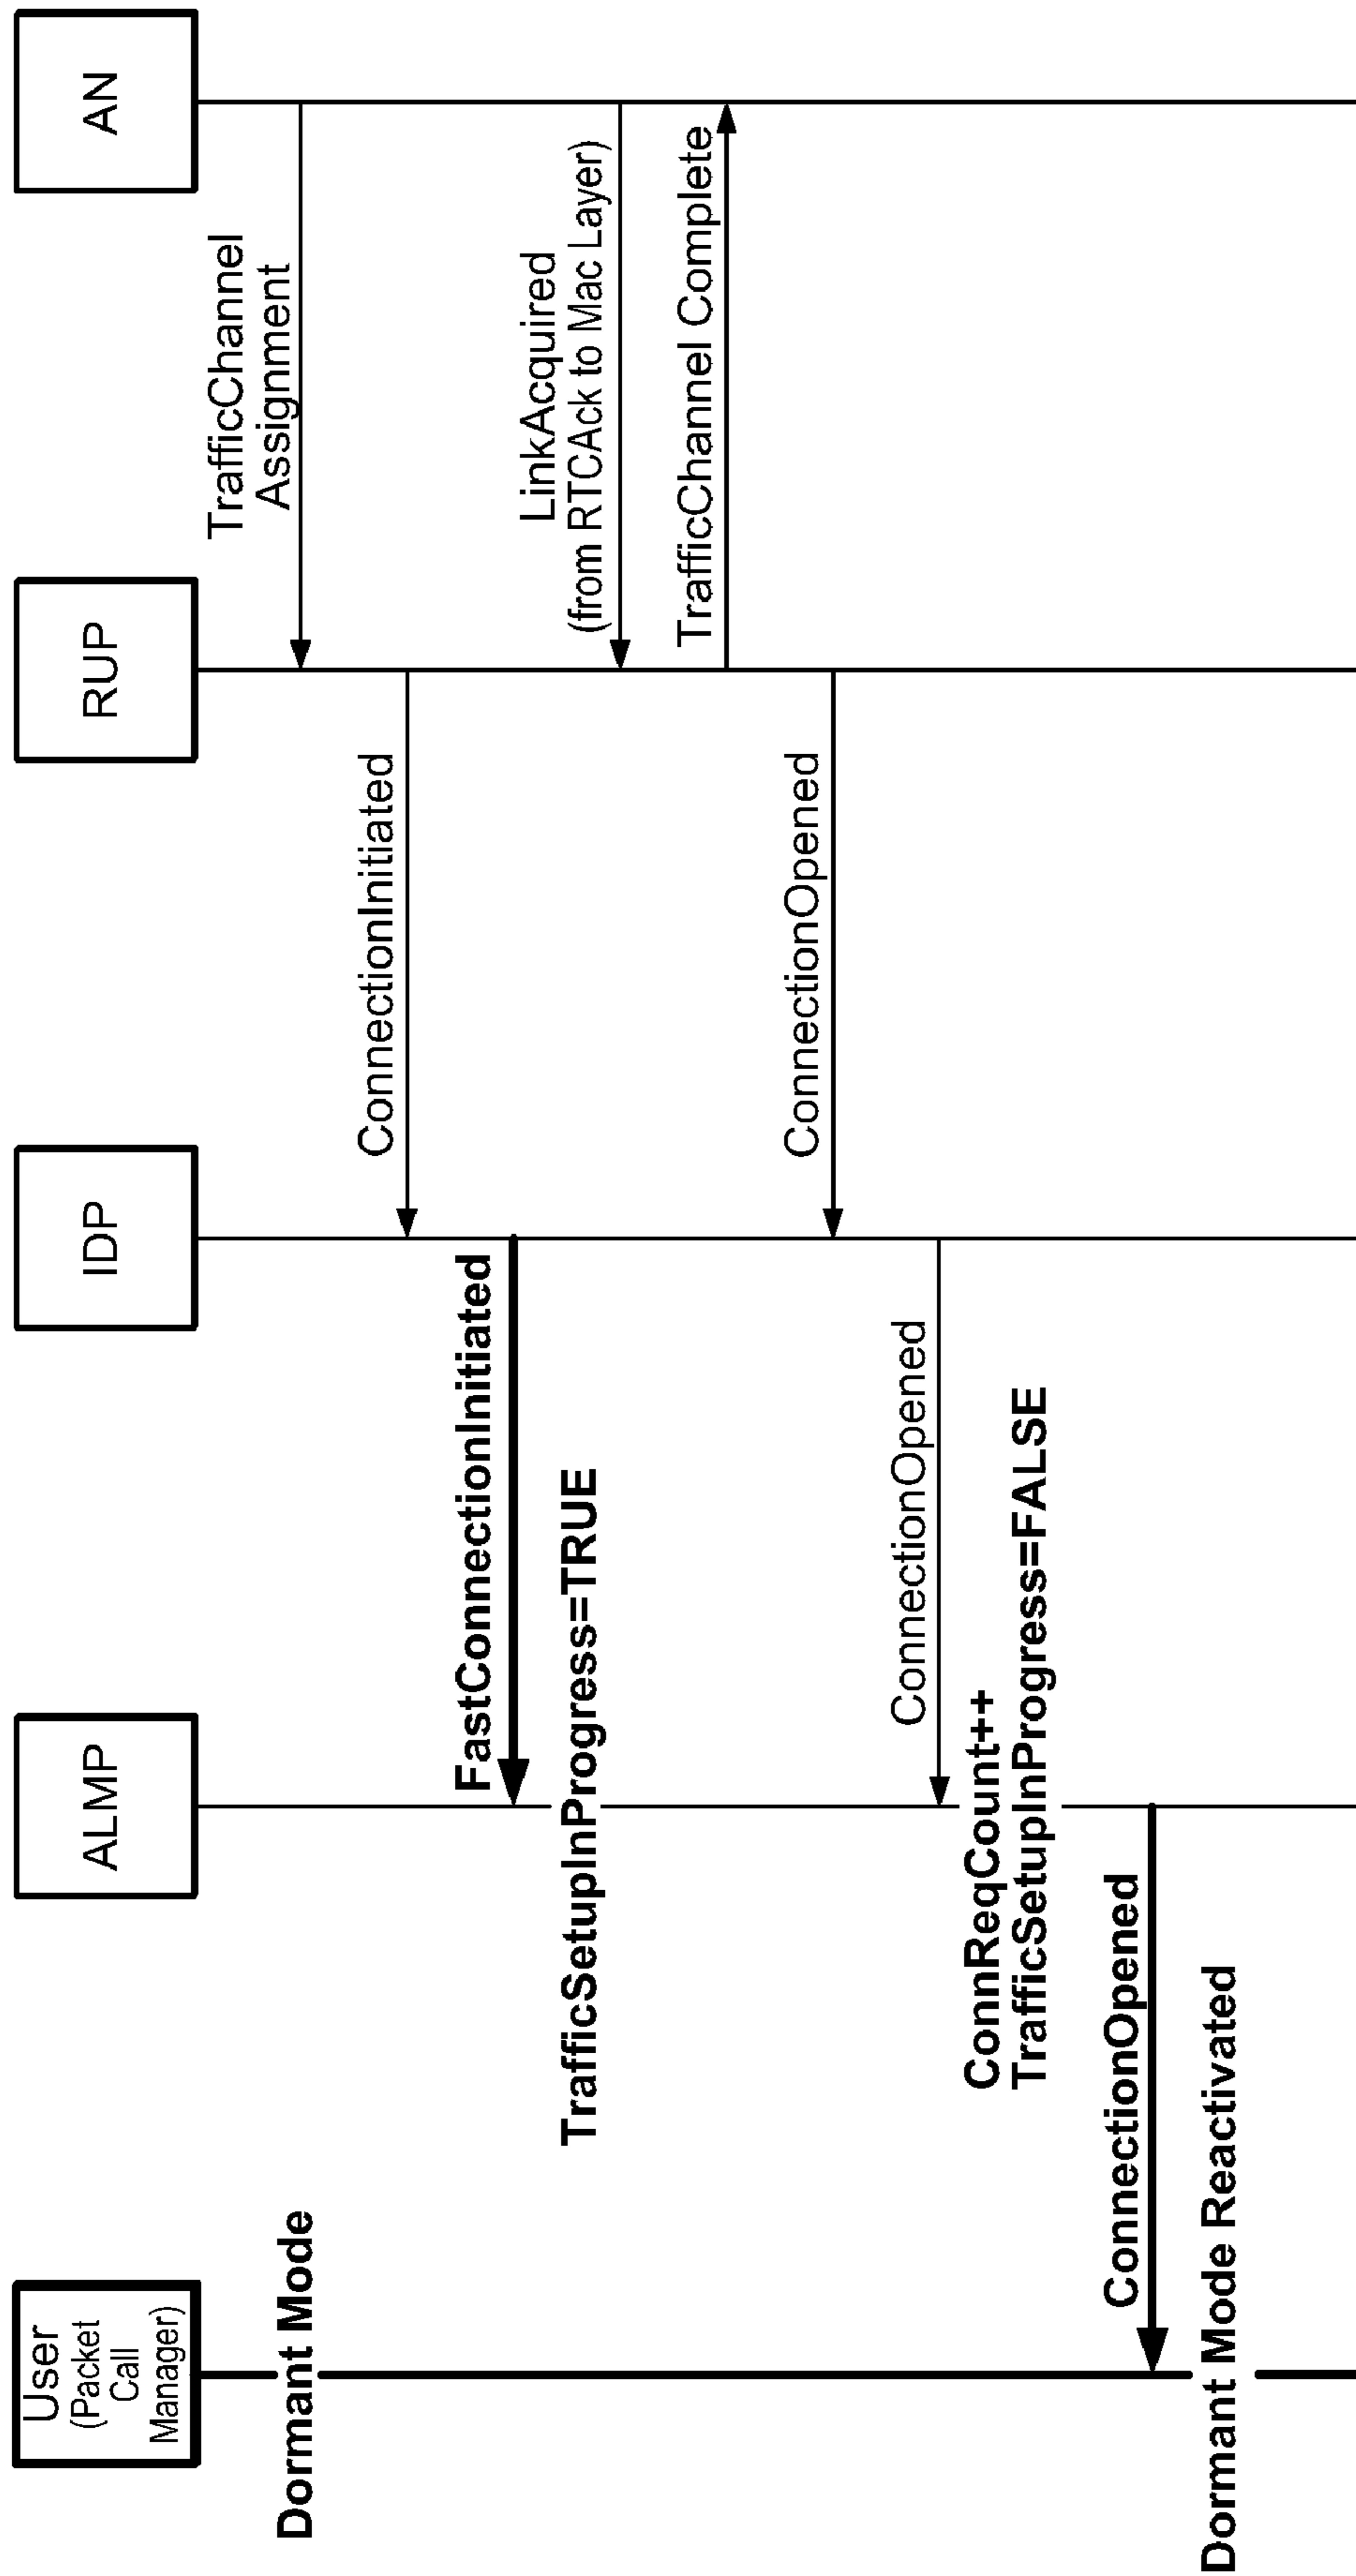 User
(Packet
Call
Manager)
ALMP
IDP
RUP
AN
Dormant Mode
TrafficChannel
Assignment
ConnectionInitiated
FastConnectionInitiated
TrafficSetupInProgress=TRUE
LinkAcquired
(from RTCAck to Mac Layer)
TrafficChannel Complete
ConnectionOpened
ConnectionOpened
ConnReqCount++
TrafficSetupInProgress=FALSE
ConnectionOpened
Dormant Mode Reactivated